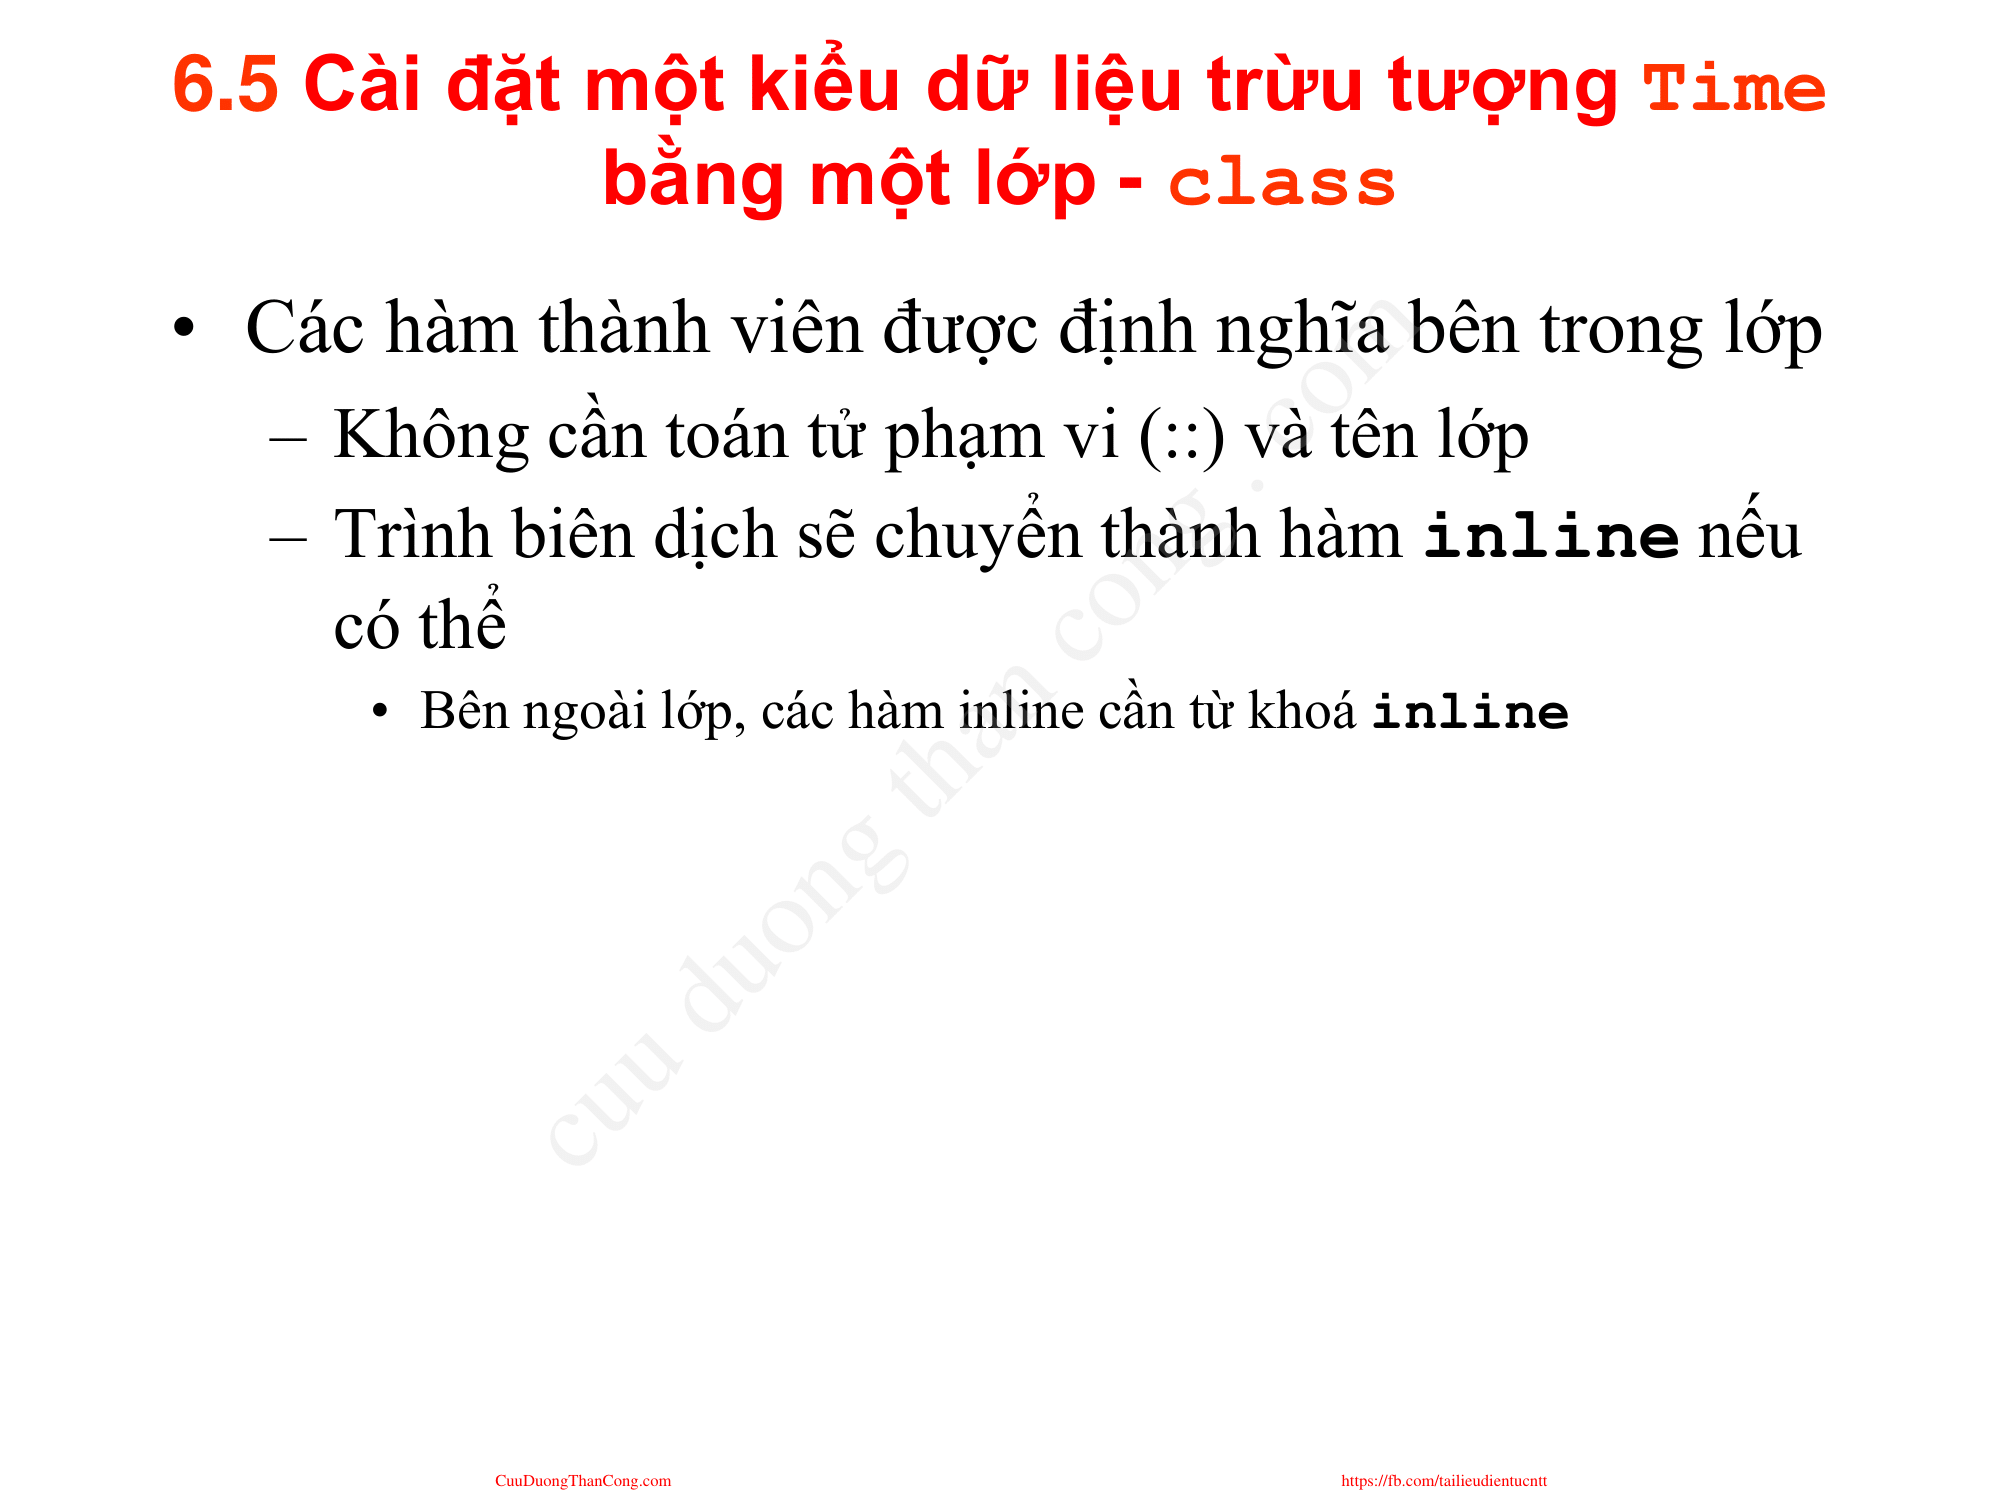 6.5 Cài đặt một kiểu dữ liệu trừu tượng Time
bằng một lớp - class
• Các hàm thành viên được định nghĩa bên trong lớp
– Không cần toán tử phạm vi (::) và tên lớp
– Trình biên dịch sẽ chuyển thành hàm inline nếu
có thể
• Bên ngoài lớp, các hàm inline cần từ khoá inline
cuu duong than cong . com
CuuDuongThanCong.com
https://fb.com/tailieudientucntt